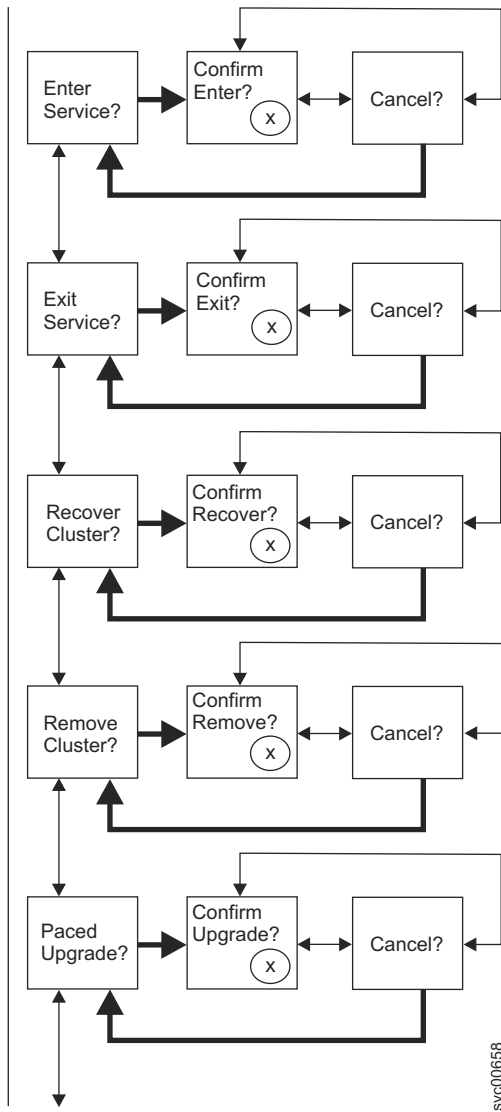 Enter
Service?
Confirm
Enter?
x
Cancel?
Exit
Service?
Confirm
Exit?
x
Cancel?
Recover
Cluster?
Confirm
Recover?
x
Cancel?
Remove
Cluster?
Confirm
Remove?
x
Cancel?
Paced
Upgrade?
Confirm
Upgrade?
x
Cancel?
svc00658